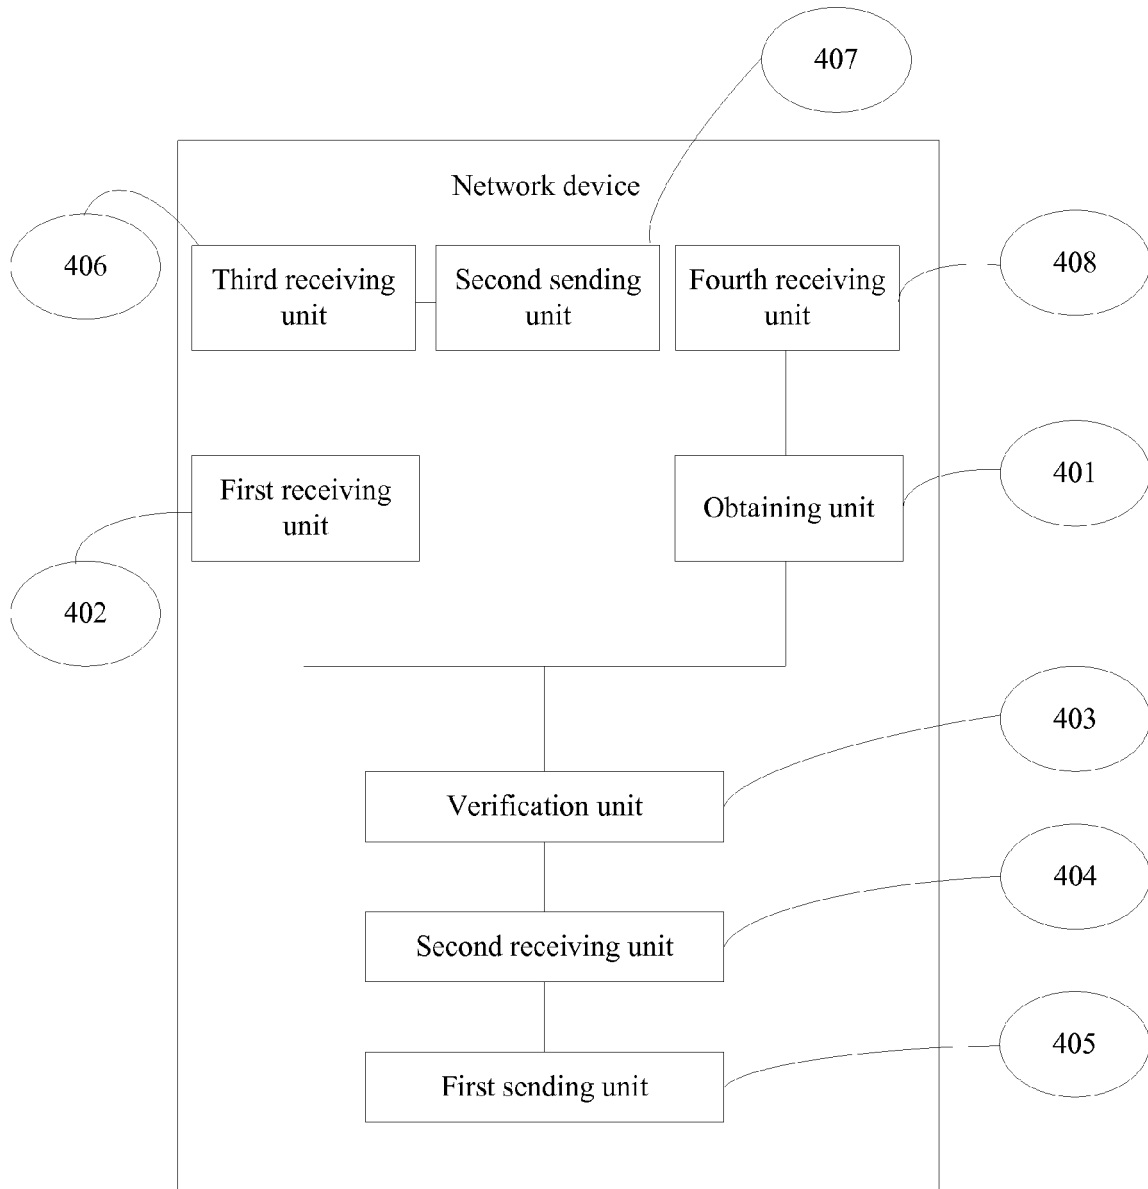 407
Network device
406
Third receiving
unit
Second sending
unit
Fourth receiving
unit
408
First receiving
unit
Obtaining unit
401
402
403
Verification unit
404
Second receiving unit
405
First sending unit